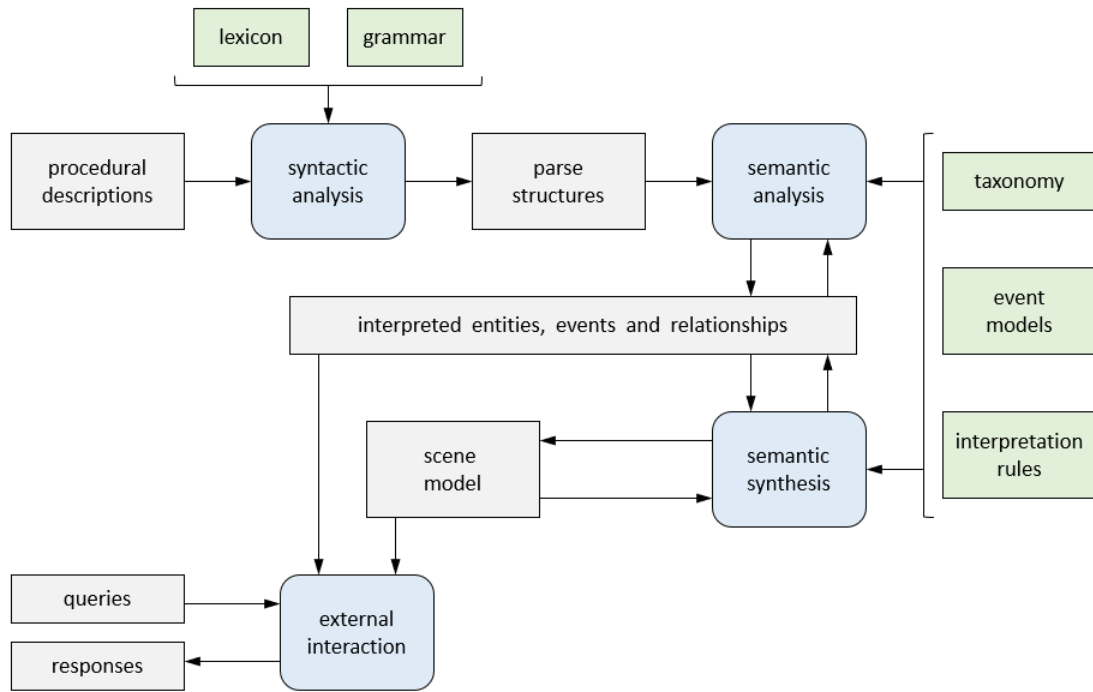 lexicon
grammar
procedural
descriptions
syntactic
analysis
parse
structures
semantic
analysis
taxonomy
event
models
interpreted entities, events and relationships
scene
model
semantic
synthesis
interpretation
rules
queries
external
interaction
responses